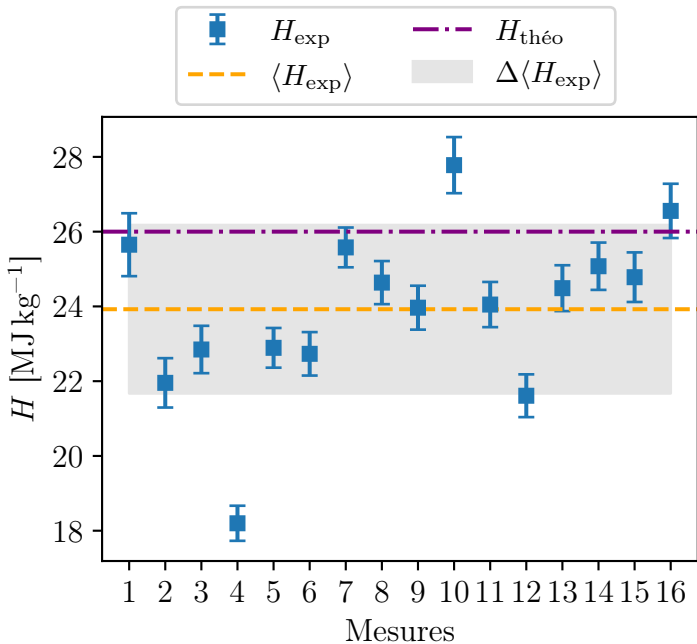 H_exp
H_théo
⟨H_exp⟩
Δ⟨H_exp⟩
H [MJ kg⁻¹]
28
26
24
22
20
18
1 2 3 4 5 6 7 8 9 10 11 12 13 14 15 16
Mesures